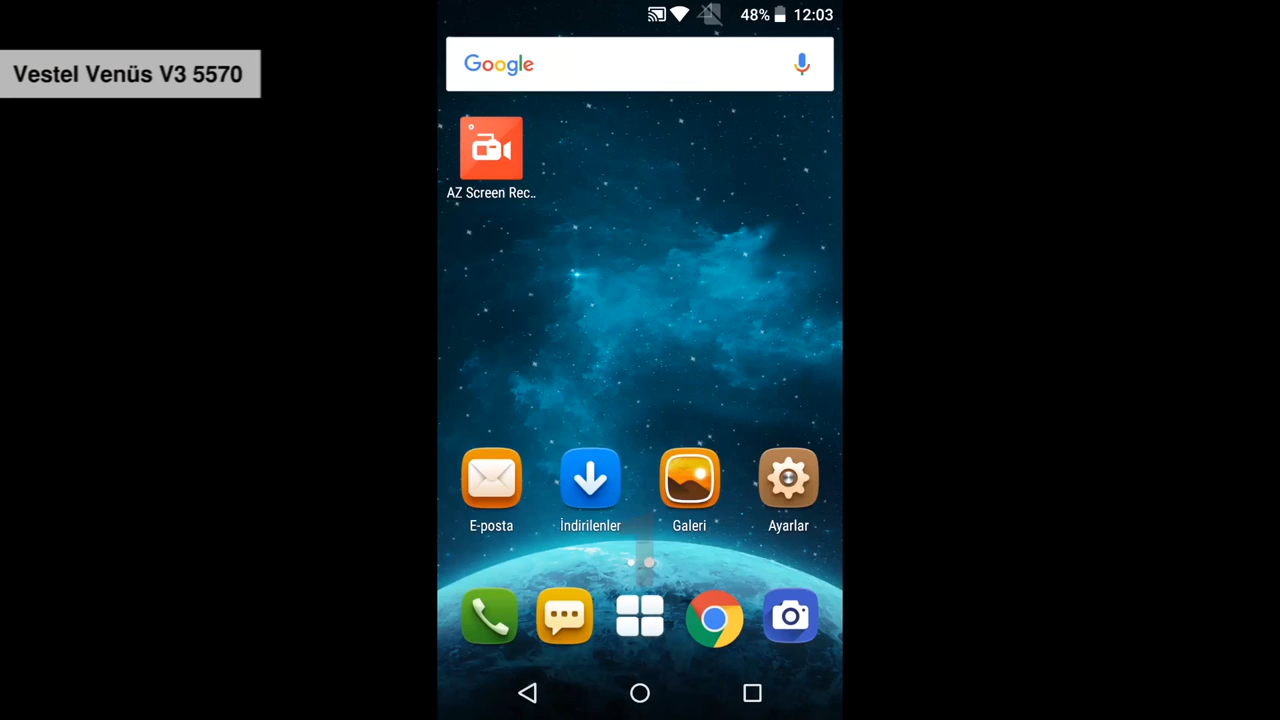 48% 12:03
Vestel Venüs V3 5570
Google
AZ Screen Rec..
E-posta İndirilenler Galeri Ayarlar